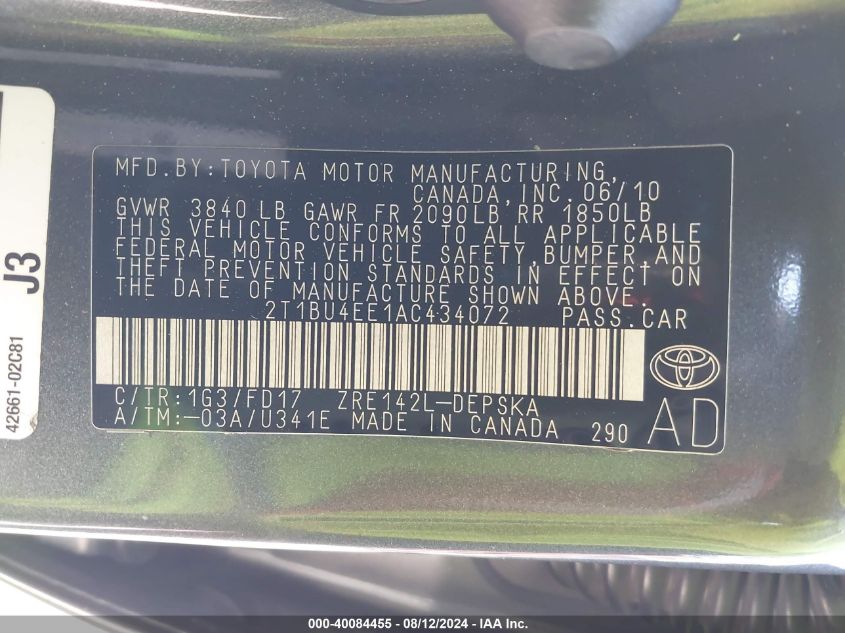 MFD.BY:TOYOTA MOTOR MANUFACTURING,
CANADA,INC. 06/10
GVWR 3840 LB GAWR FR 2090LB RR 1850LB
THIS VEHICLE CONFORMS TO ALL APPLICABLE
FEDERAL MOTOR VEHICLE SAFETY,BUMPER,AND
THEFT PREVENTION STANDARDS IN EFFECT ON
THE DATE OF MANUFACTURE SHOWN ABOVE.
2T1BU4EE1AC434072 PASS.CAR
C/TR:1G3/FD17 ZRE142L-DEPSKA
A/TM:-03A/U341E MADE IN CANADA 290
AD
J3
42661-02C81
000-40084455 - 08/12/2024 - IAA Inc.